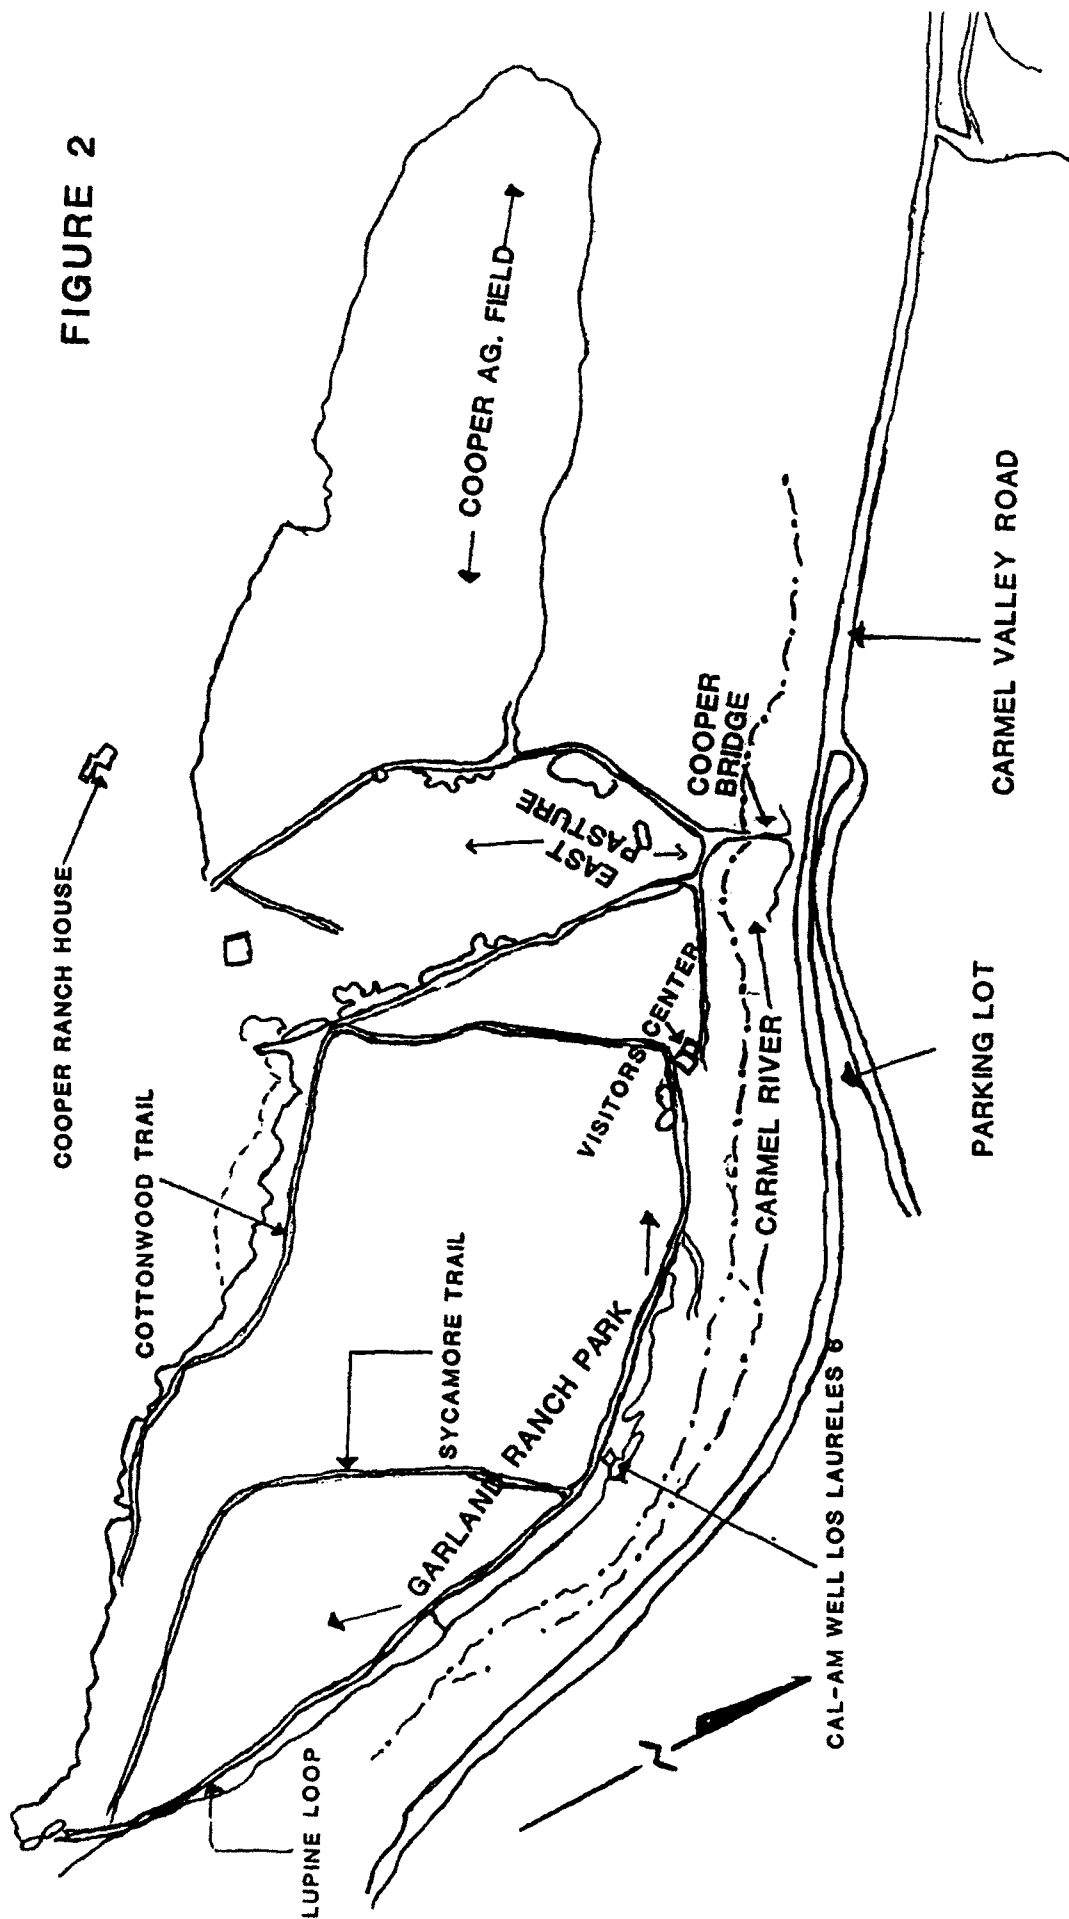 FIGURE 2
COOPER RANCH HOUSE
COTTONWOOD TRAIL
← COOPER AG. FIELD →
SYCAMORE TRAIL
EAST
PASTURE
LUPINE LOOP
GARLAND RANCH PARK
VISITORS CENTER
COOPER
BRIDGE
CARMEL RIVER
N
CAL-AM WELL LOS LAURELES 6
PARKING LOT
CARMEL VALLEY ROAD